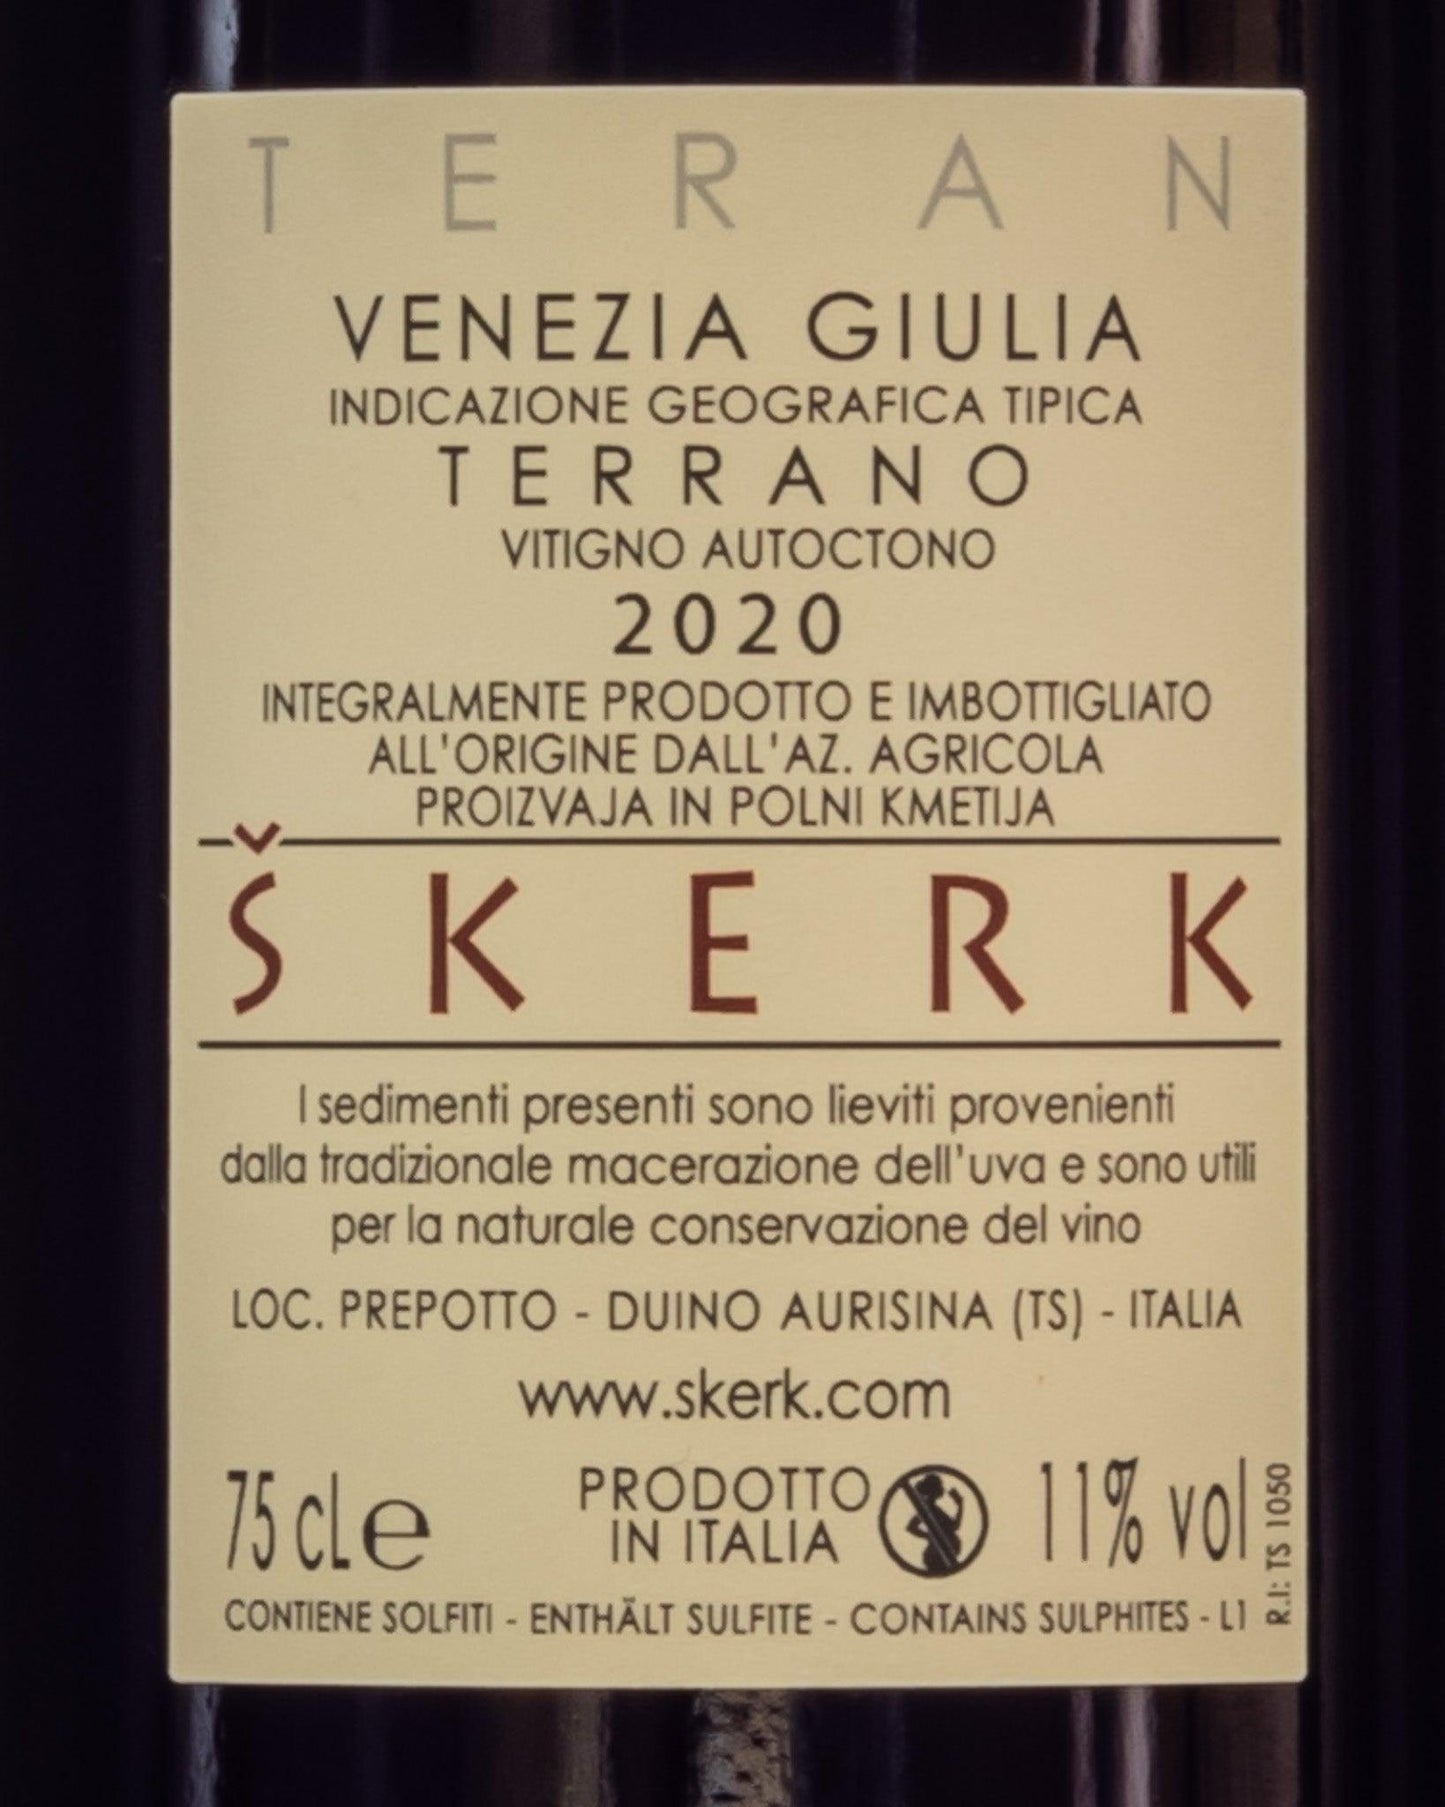 TERAN
VENEZIA GIULIA
INDICAZIONE GEOGRAFICA TIPICA
TERRANO
VITIGNO AUTOCTONO
2020
INTEGRALMENTE PRODOTTO E IMBOTTIGLIATO
ALL'ORIGINE DALL'AZ. AGRICOLA
PROIZVAJA IN POLNI KMETIJA
ŠKERK
I sedimenti presenti sono lieviti provenienti
dalla tradizionale macerazione dell'uva e sono utili
per la naturale conservazione del vino
LOC. PREPOTTO - DUINO AURISINA (TS) - ITALIA
www.skerk.com
75 cL e
PRODOTTO
IN ITALIA
11% vol
R.I: TS 1050
CONTIENE SOLFITI - ENTHÄLT SULFITE - CONTAINS SULPHITES - L1